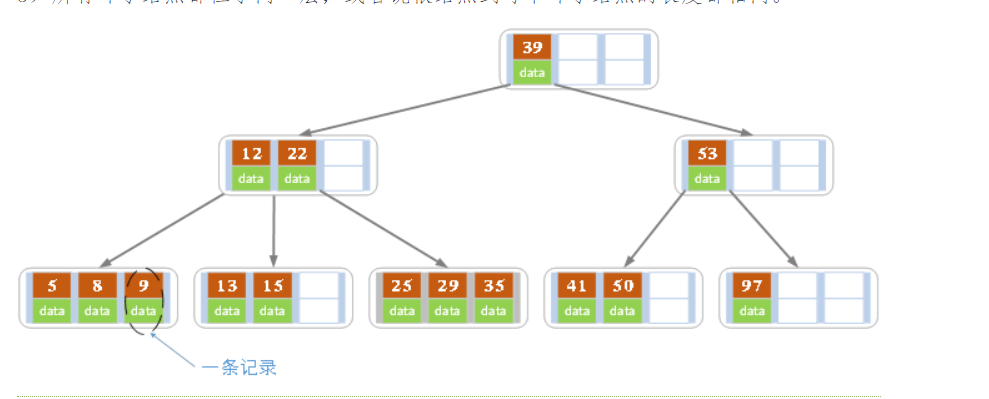 39
data
12 22
data data
53
data
5 8 9
data data data
13 15
data data
25 29 35
data data data
41 50
data data
97
data
一条记录